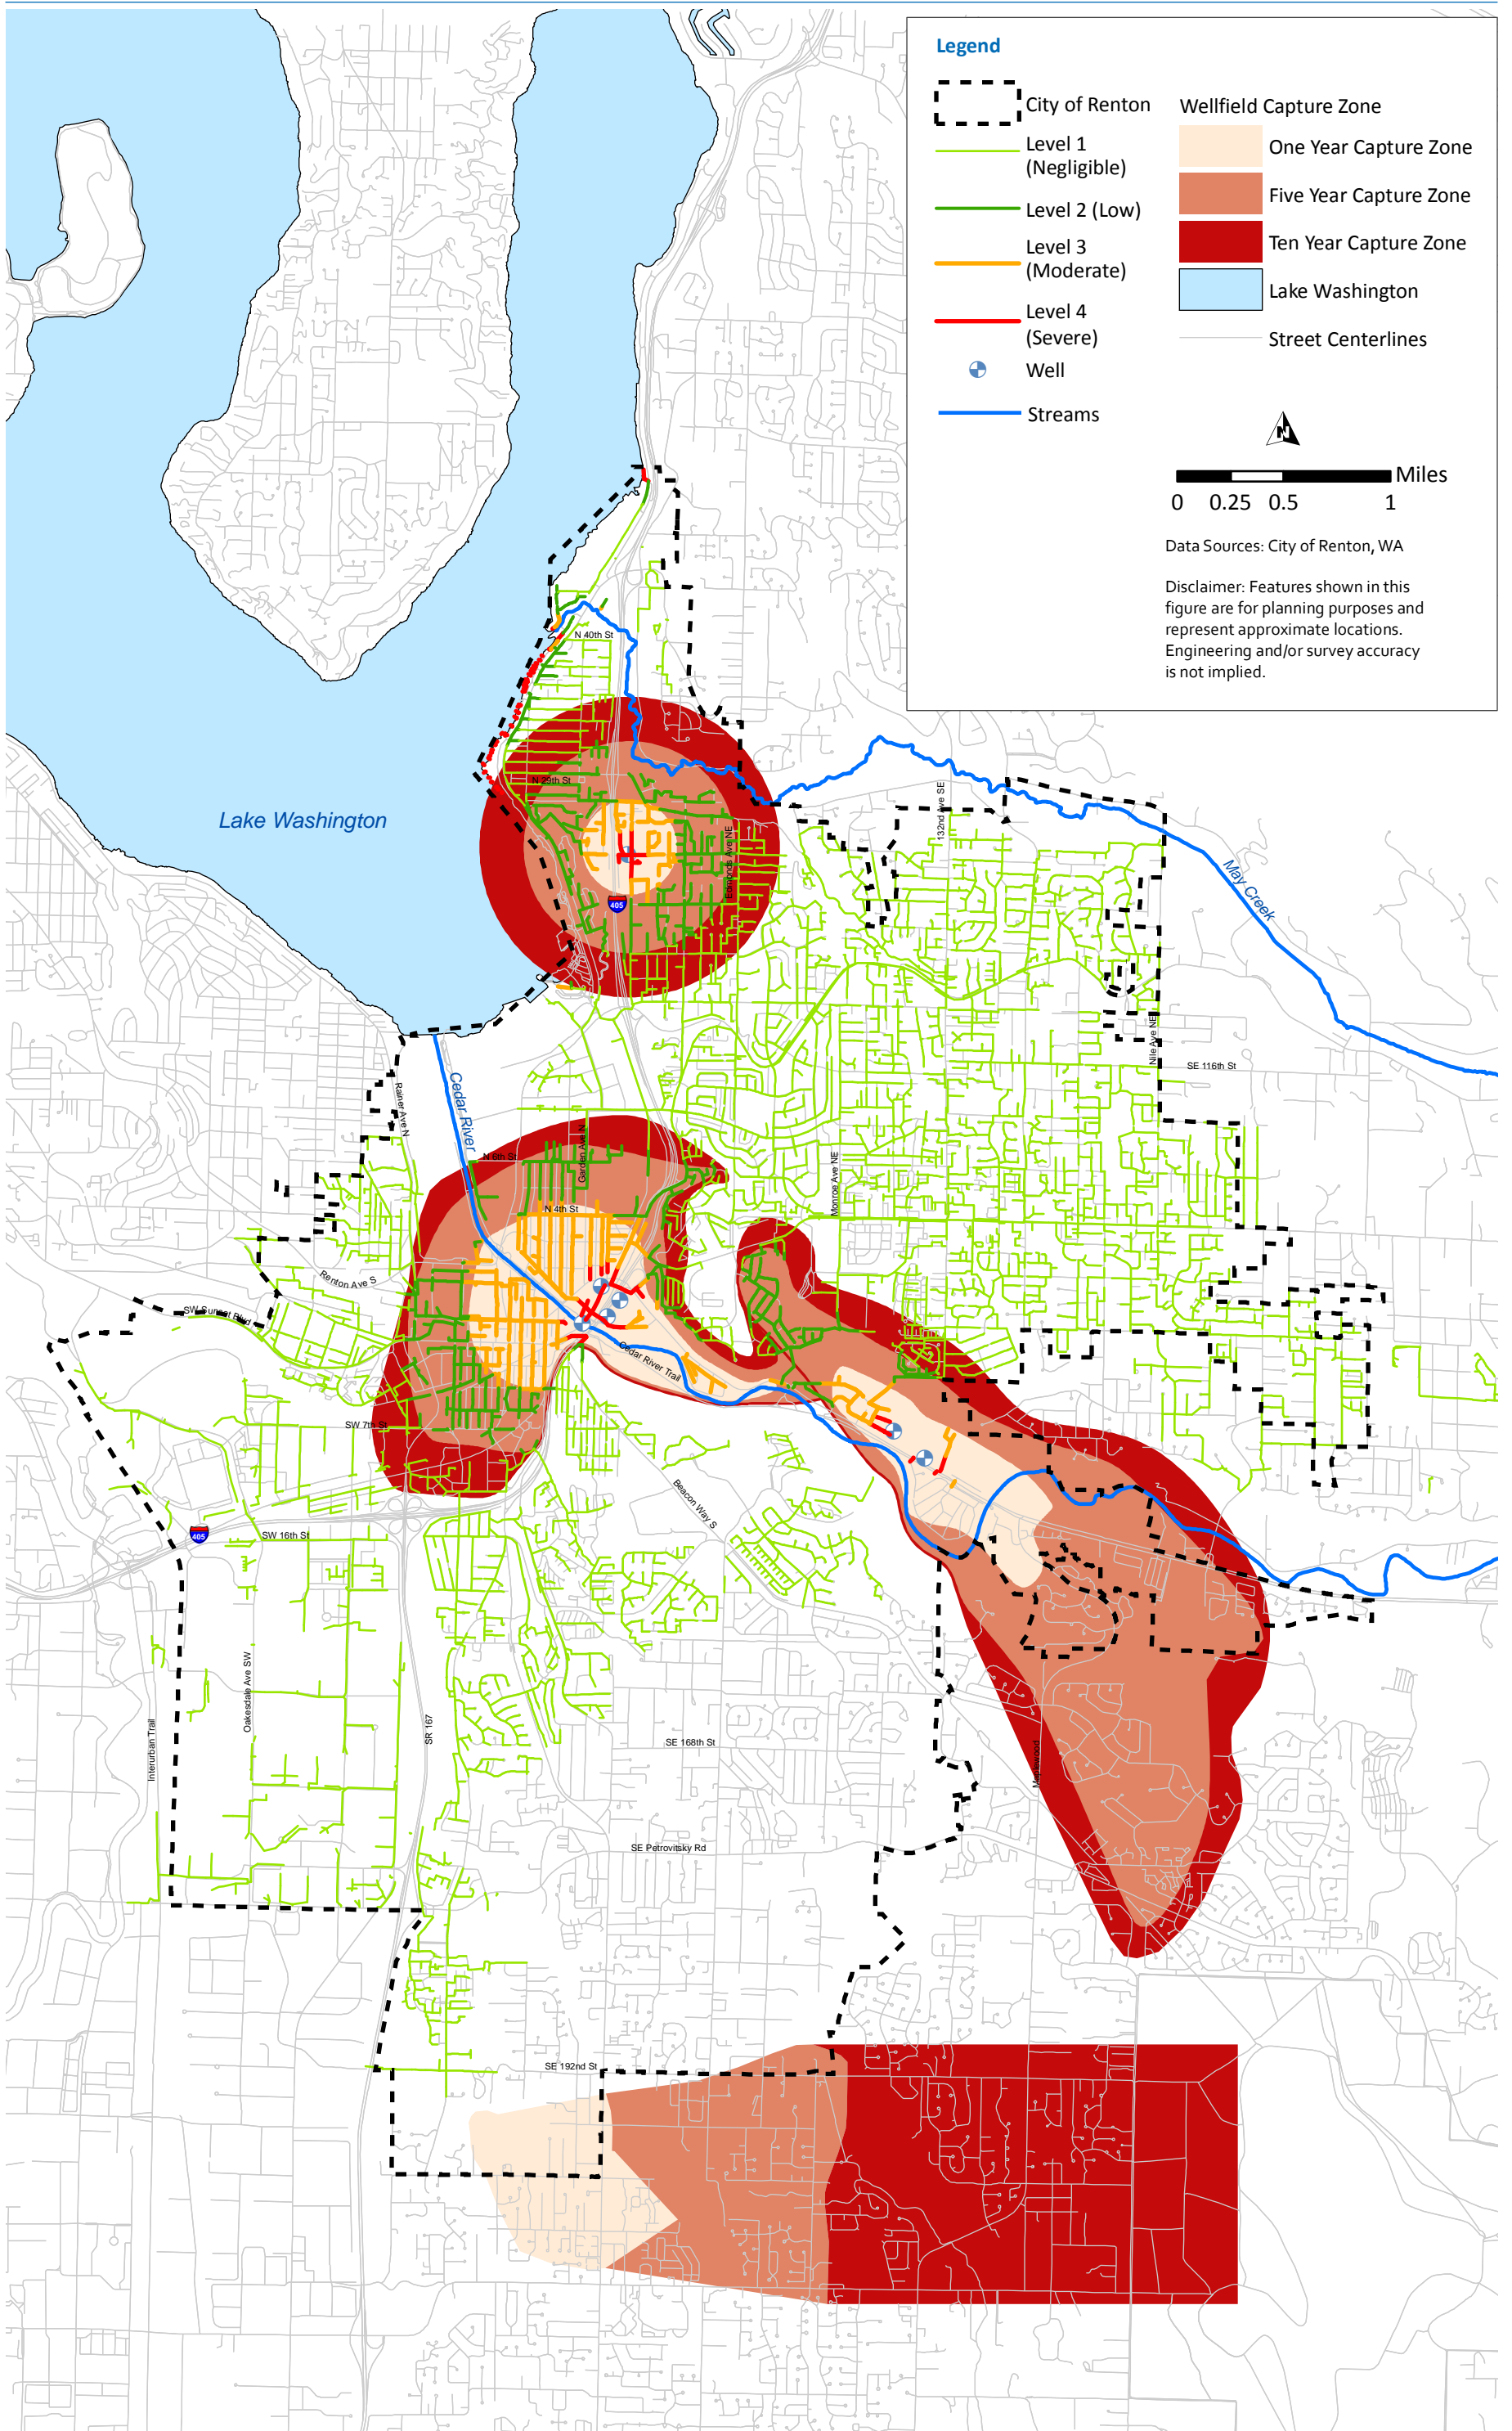 Legend
City of Renton
Level 1
(Negligible)
Level 2 (Low)
Level 3
(Moderate)
Level 4
(Severe)
Well
Streams
Wellfield Capture Zone
One Year Capture Zone
Five Year Capture Zone
Ten Year Capture Zone
Lake Washington
Street Centerlines
N
Miles
0 0.25 0.5 1
Data Sources: City of Renton, WA
Disclaimer: Features shown in this
figure are for planning purposes and
represent approximate locations.
Engineering and/or survey accuracy
is not implied.
N 40th St
N 29th St
Lake Washington
132nd Ave SE
Edmonds Ave NE
May Creek
405
Nile Ave NE
SE 116th St
Cedar River
Rainer Ave N
N 6th St
Garden Ave N
Monroe Ave NE
N 4th St
Renton Ave S
SW Sunset Blvd
Cedar River Trail
SW 7th St
Beacon Way S
405
SW 16th St
Oakesdale Ave SW
Interurban Trail
SR 167
SE 168th St
Maplewood
SE Petrovitsky Rd
SE 192nd St